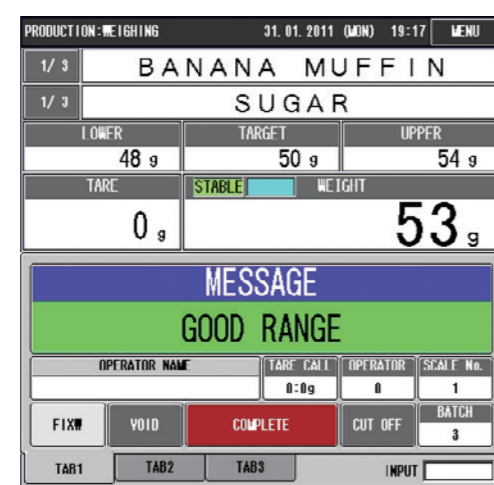 PRODUCTION:WEIGHING 31.01.2011 (MON) 19:17 MENU
1/ 3 BANANA MUFFIN
1/ 3 SUGAR
LOWER TARGET UPPER
48 g 50 g 54 g
TARE STABLE WEIGHT
0 g 53 g
MESSAGE
GOOD RANGE
OPERATOR NAME TARE CALL OPERATOR SCALE No.
0:0g 0 1
FIXW VOID COMPLETE CUT OFF BATCH
3
TAB1 TAB2 TAB3 INPUT